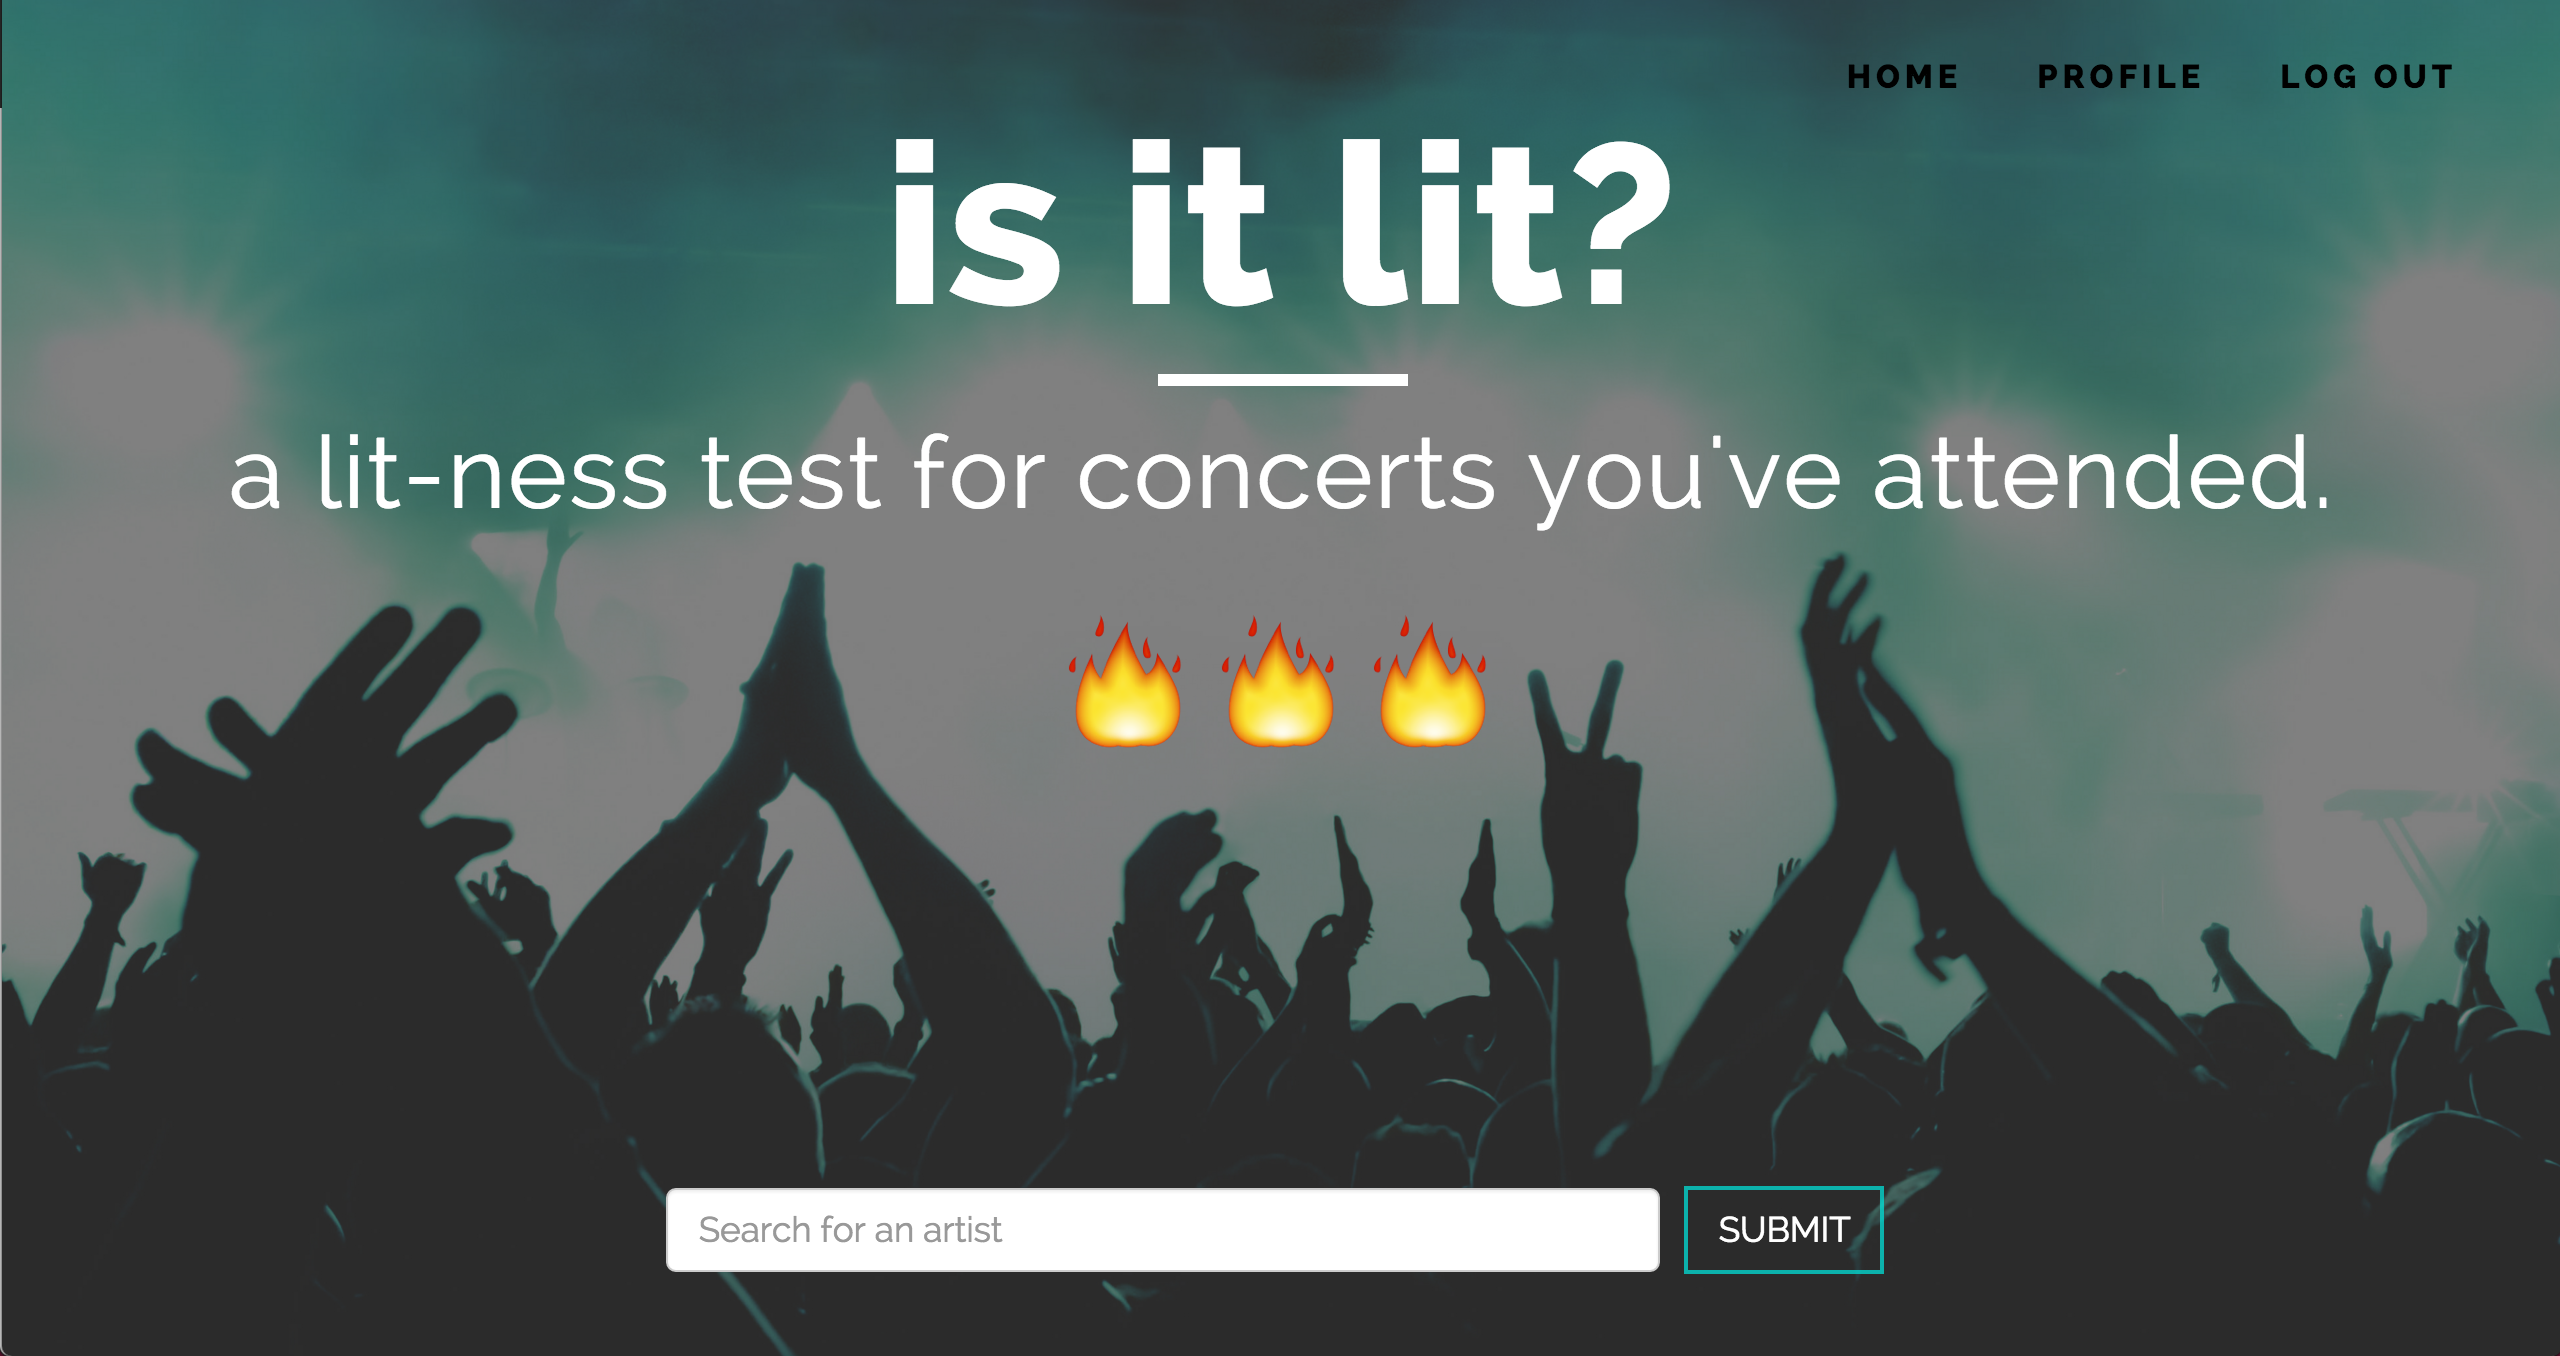 HOME PROFILE LOG OUT
is it lit?
a lit-ness test for concerts you've attended.
Search for an artist
SUBMIT